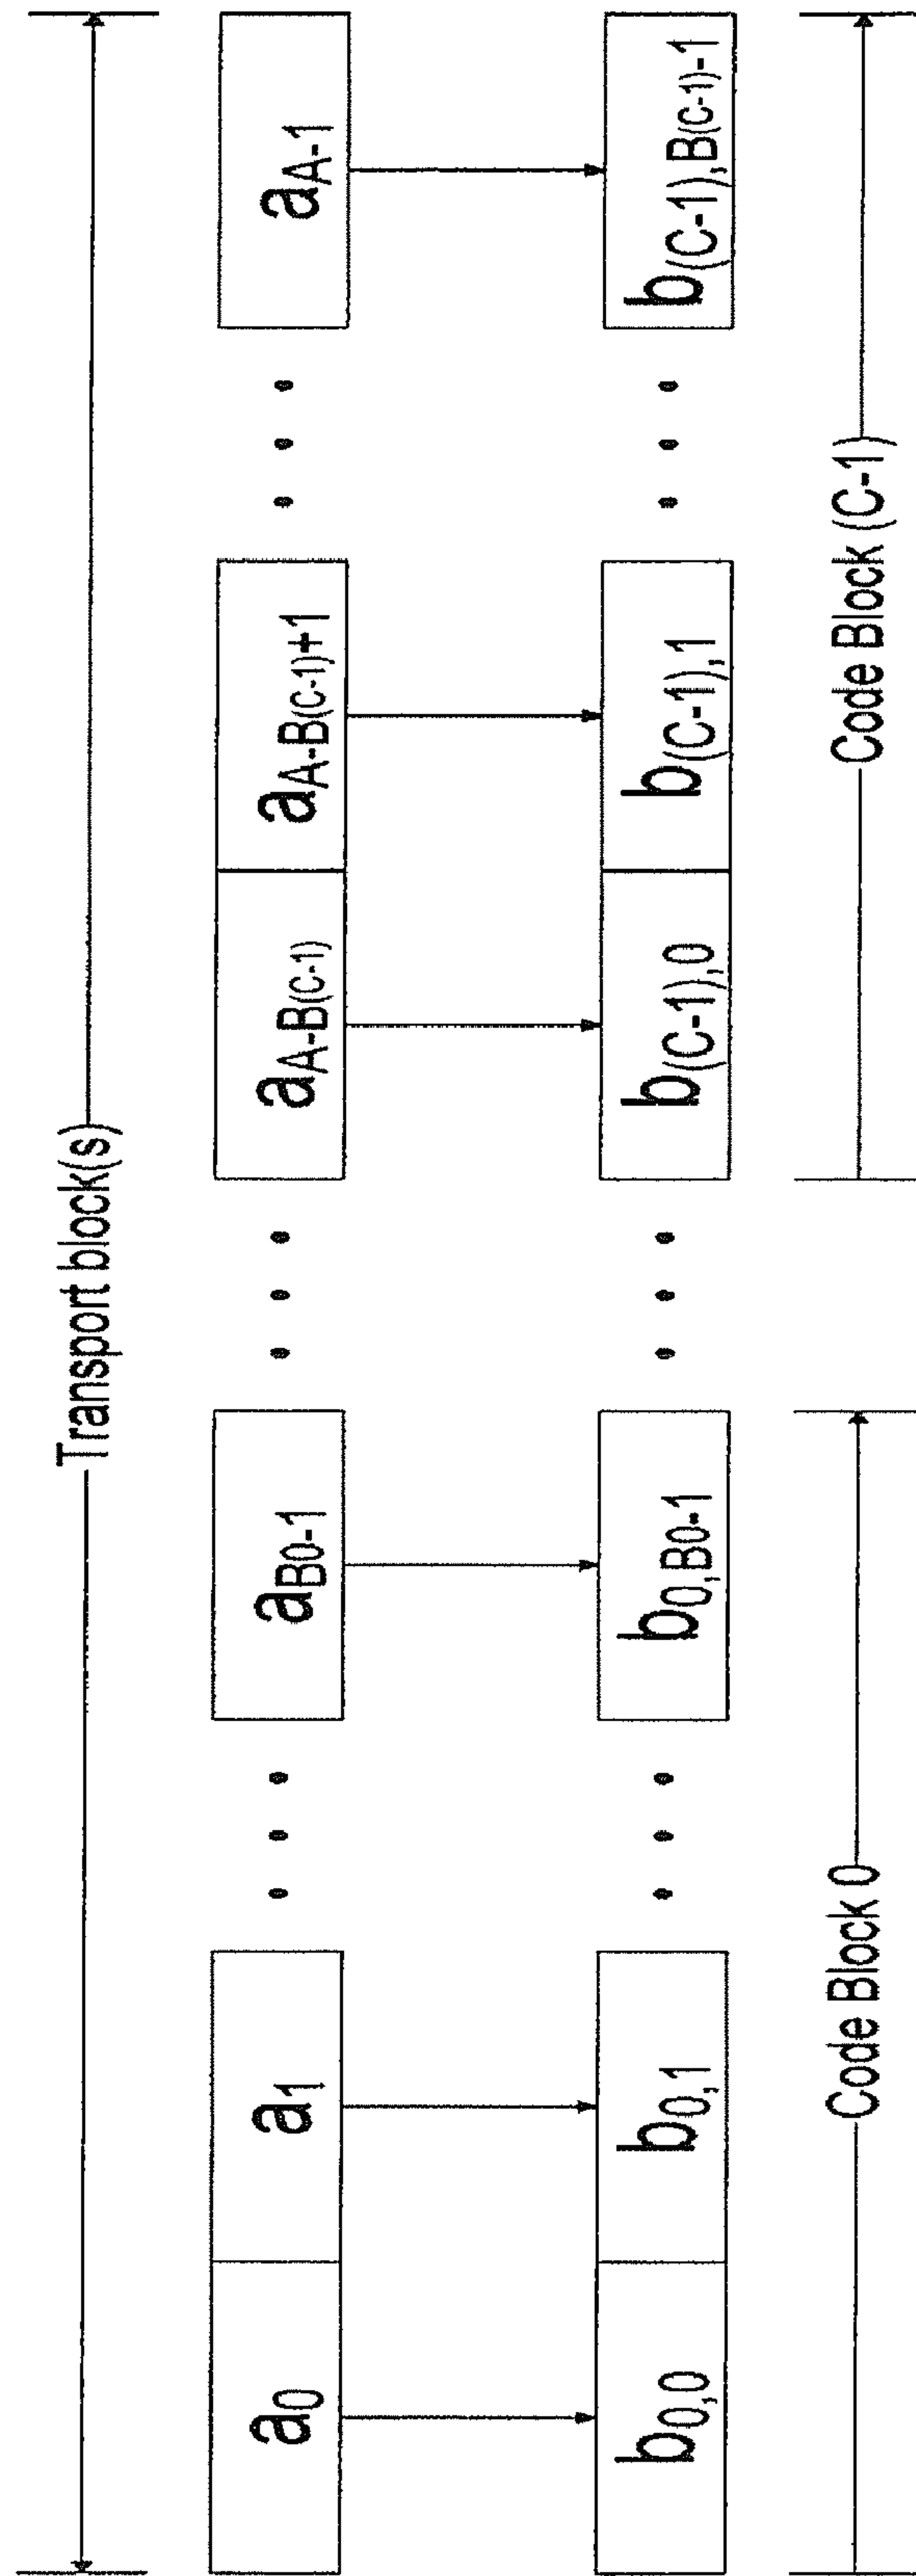 Transport block(s)
a0 a1 aB0-1 aA-B(C-1) aA-B(C-1)+1 aA-1
b0,0 b0,1 b0,B0-1 b(C-1),0 b(C-1),1 b(C-1),B(C-1)-1
Code Block 0 Code Block (C-1)